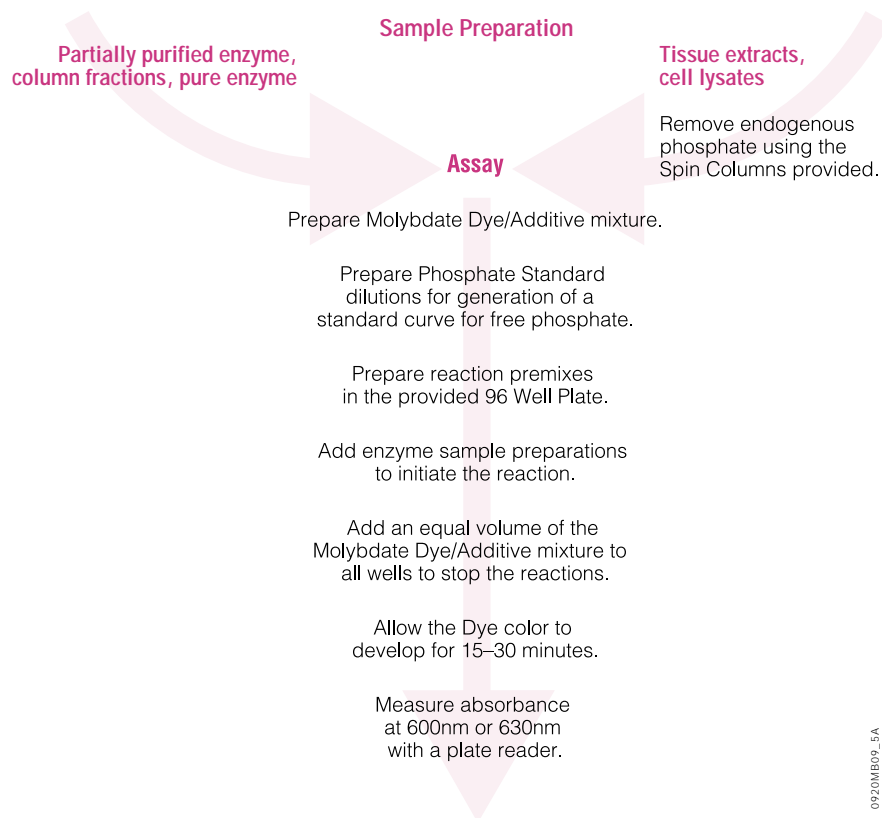 Sample Preparation
Partially purified enzyme,
column fractions, pure enzyme
Tissue extracts,
cell lysates
Remove endogenous
phosphate using the
Spin Columns provided.
Assay
Prepare Molybdate Dye/Additive mixture.
Prepare Phosphate Standard
dilutions for generation of a
standard curve for free phosphate.
Prepare reaction premixes
in the provided 96 Well Plate.
Add enzyme sample preparations
to initiate the reaction.
Add an equal volume of the
Molybdate Dye/Additive mixture to
all wells to stop the reactions.
Allow the Dye color to
develop for 15–30 minutes.
Measure absorbance
at 600nm or 630nm
with a plate reader.
0920MB09_5A